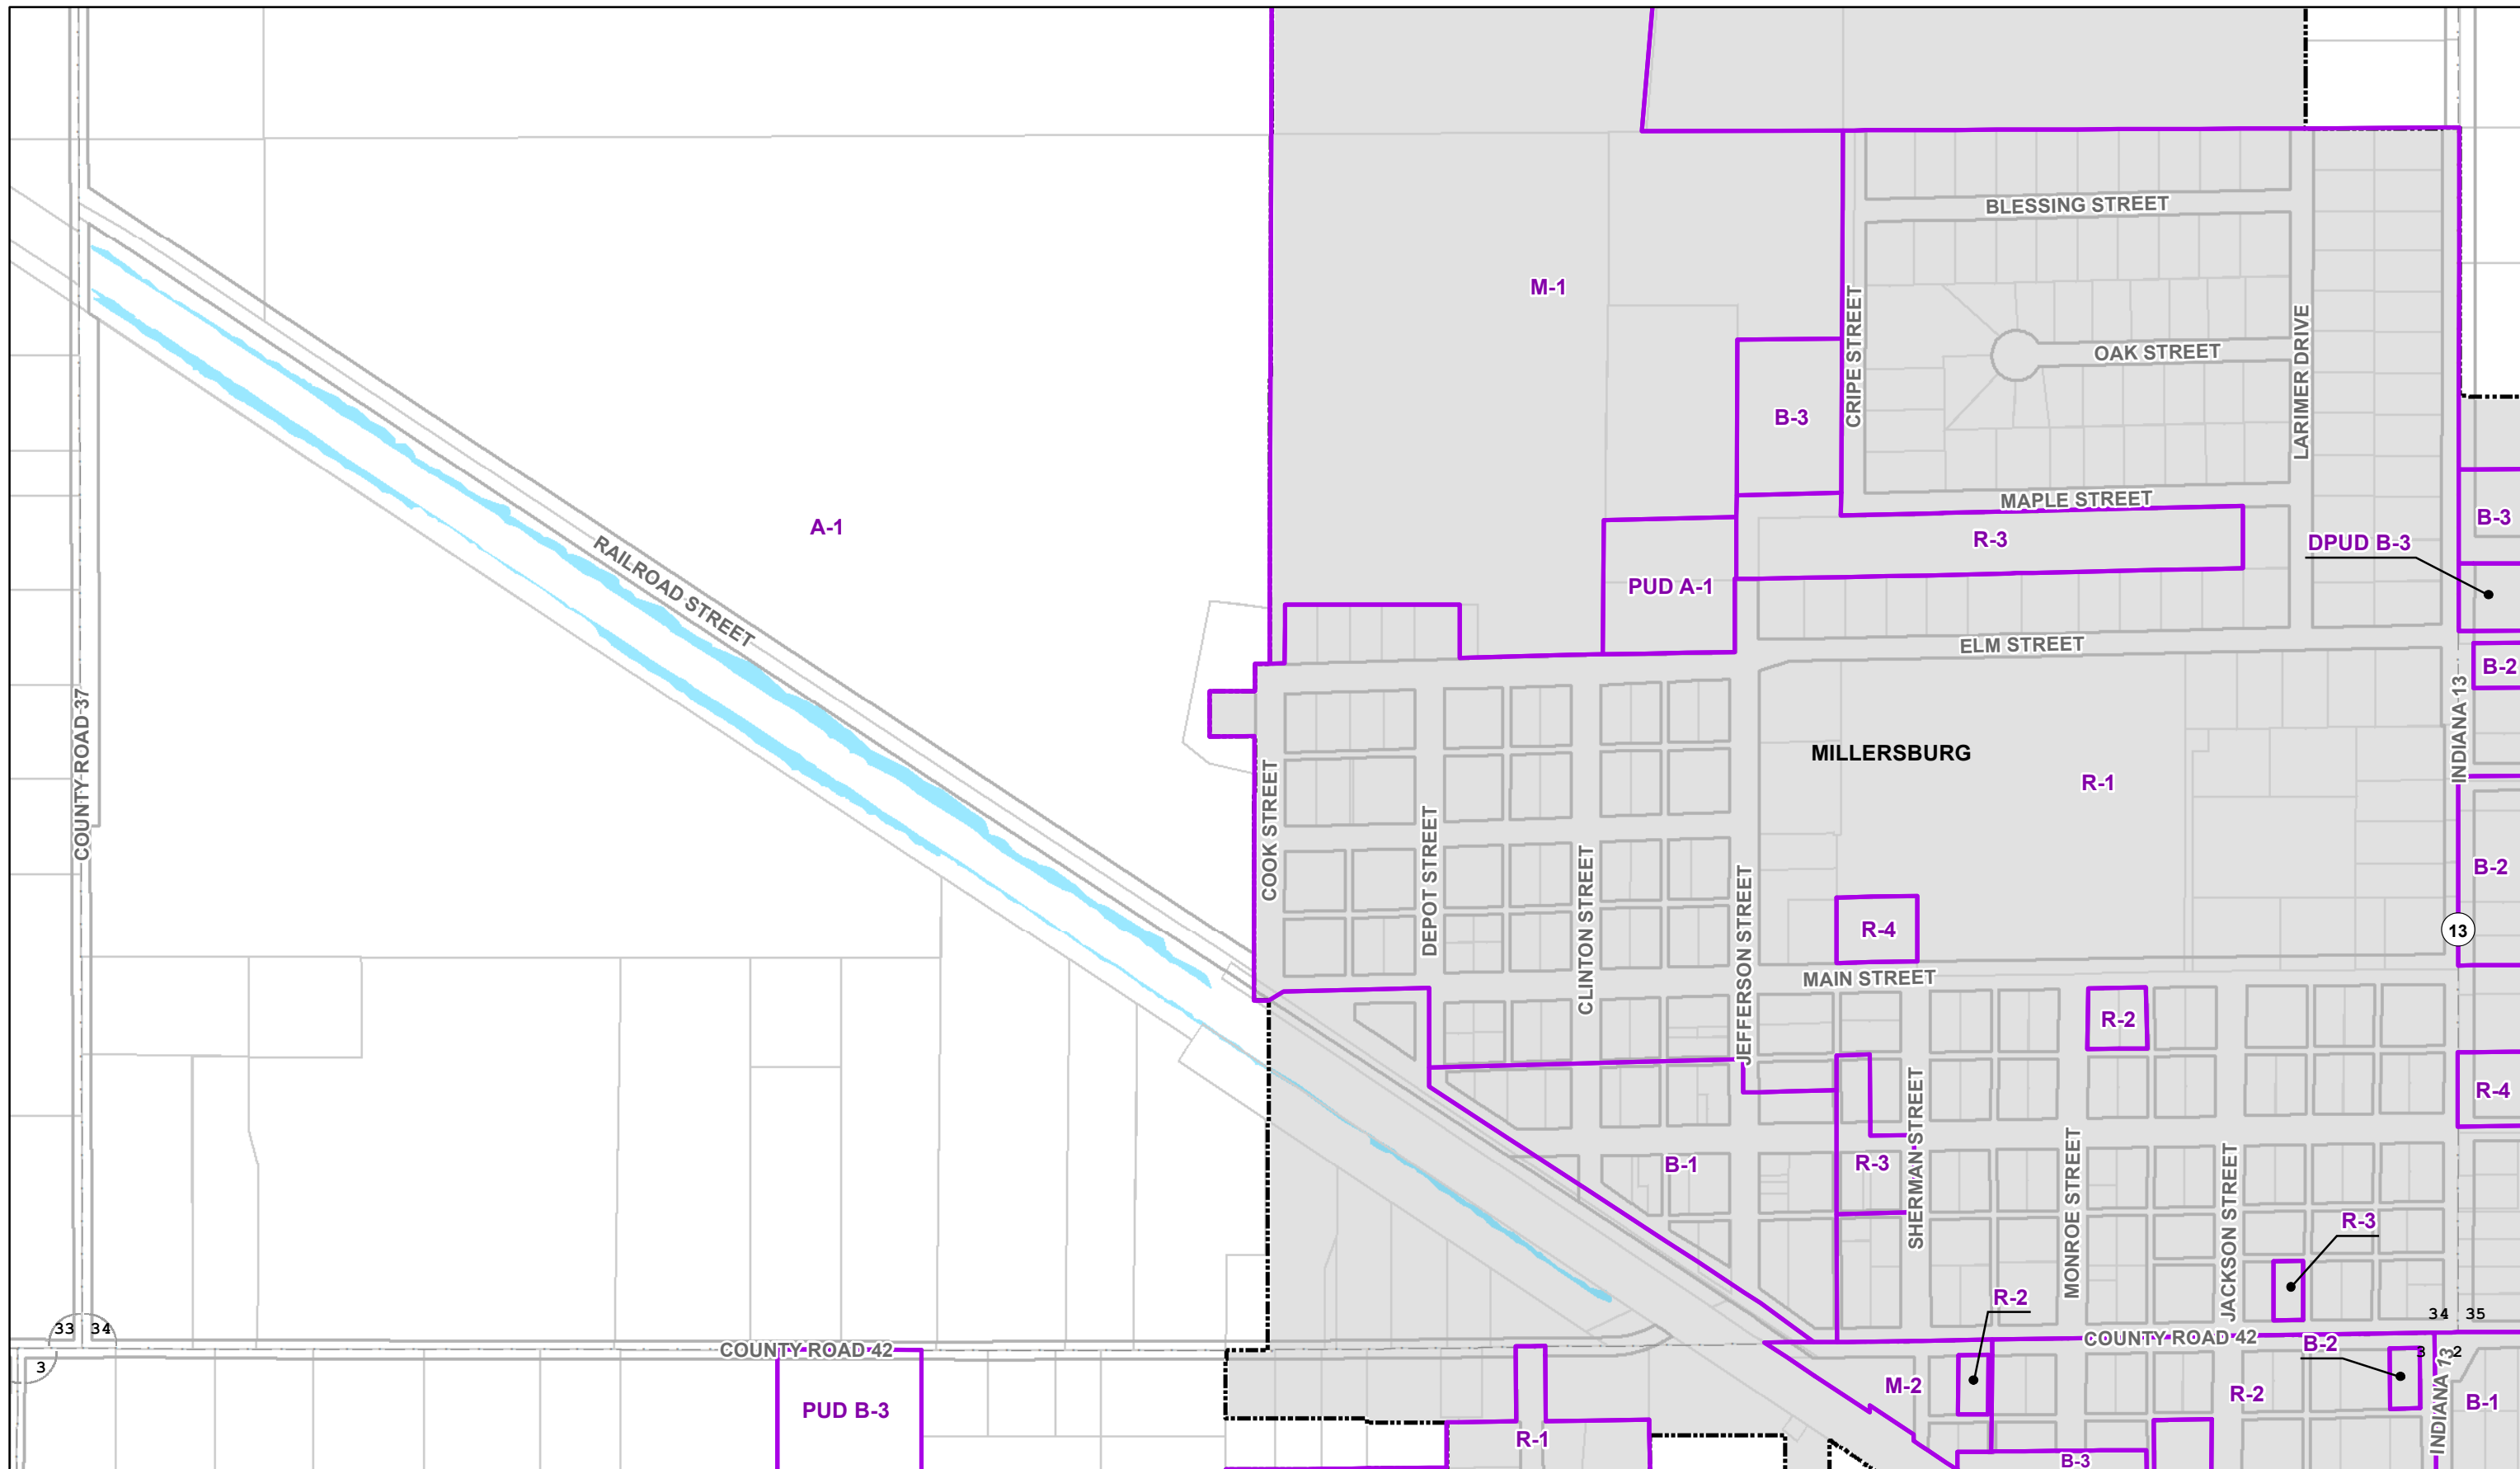 BLESSING STREET
M-1
CRIPE STREET
OAK STREET
LARIMER DRIVE
B-3
MAPLE STREET
A-1
B-3
R-3
DPUD B-3
RAILROAD STREET
PUD A-1
ELM STREET
B-2
COUNTY ROAD 37
INDIANA 13
MILLERSBURG
R-1
COOK STREET
DEPOT STREET
CLINTON STREET
JEFFERSON STREET
B-2
R-4
13
MAIN STREET
R-2
R-4
B-1
R-3
SHERMAN STREET
MONROE STREET
JACKSON STREET
R-3
R-2
34 35
33 34
COUNTY ROAD 42
COUNTY ROAD 42
B-2
3 2
3
INDIANA 13
M-2
R-2
B-1
PUD B-3
R-1
B-3